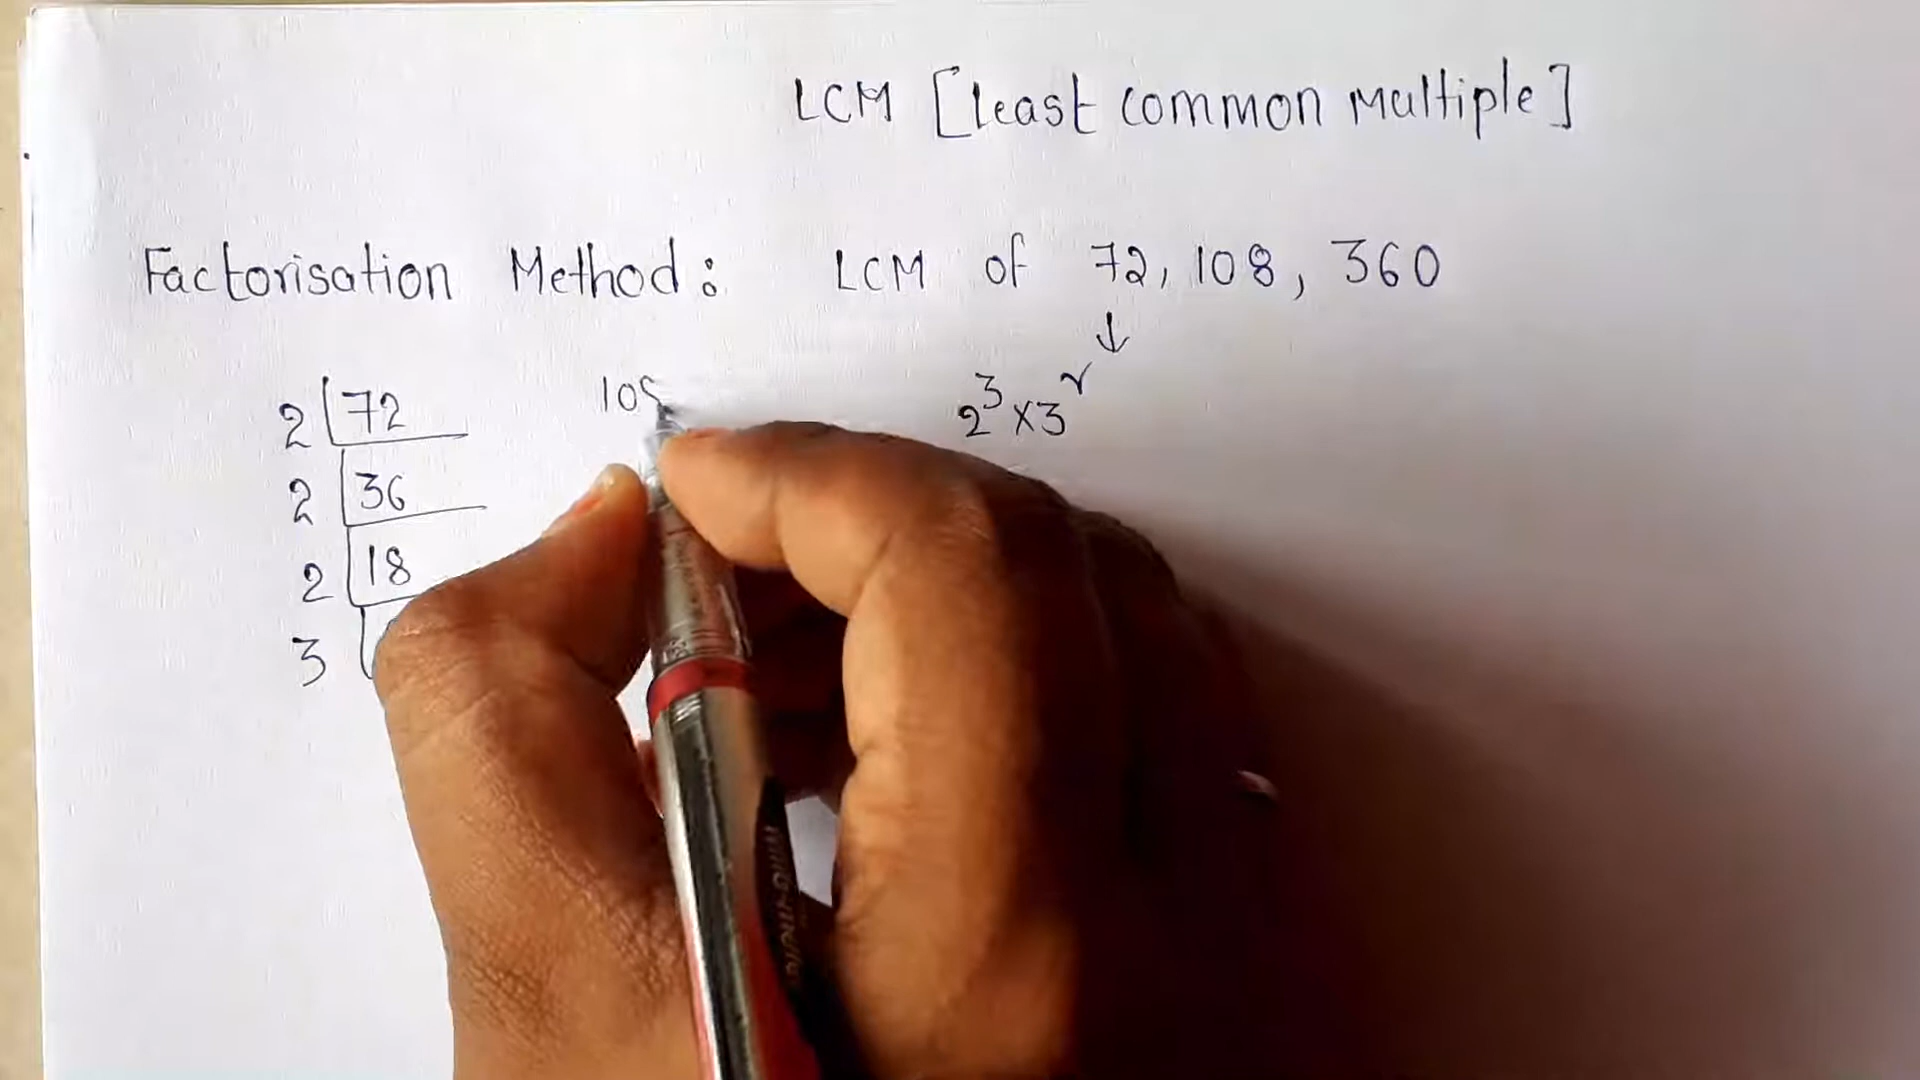 LCM [Least Common Multiple]
Factorisation Method: LCM of 72, 108, 360
↓
2³×3²
2 72 10
2 36
2 18
3